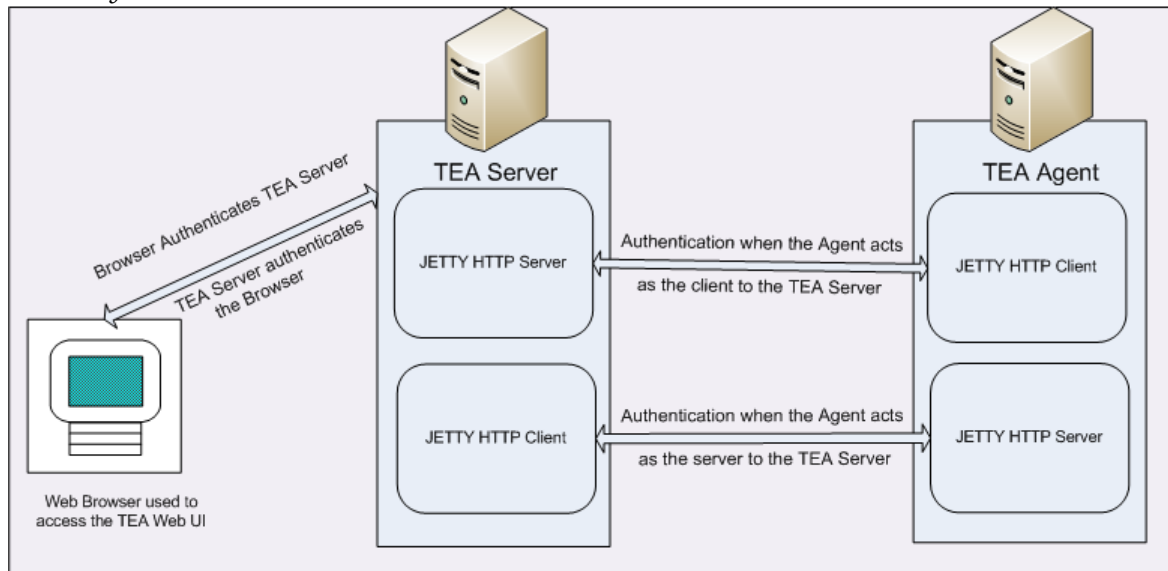 TEA Server
TEA Agent
Browser Authenticates TEA Server
TEA Server authenticates
the Browser
JETTY HTTP Server
Authentication when the Agent acts
as the client to the TEA Server
JETTY HTTP Client
JETTY HTTP Client
Authentication when the Agent acts
as the server to the TEA Server
JETTY HTTP Server
Web Browser used to
access the TEA Web UI